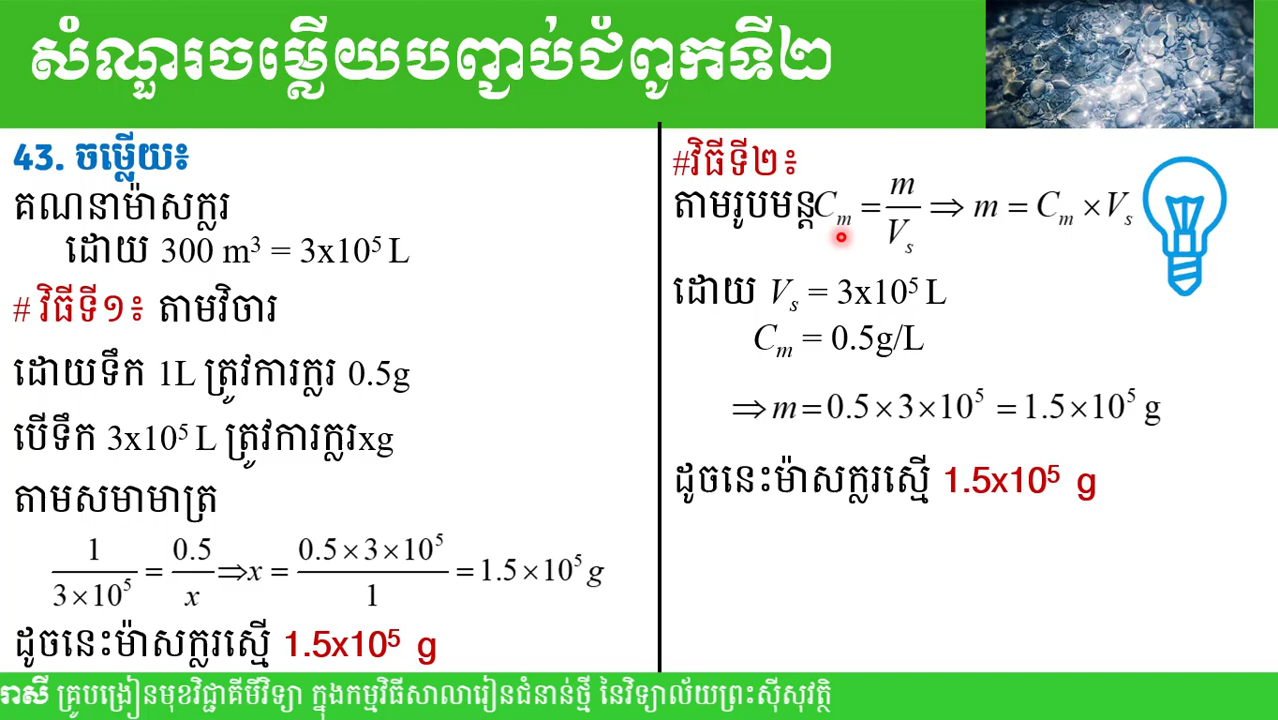 សំណួរចម្លើយបញ្ចប់ជំពូកទី២
43. ចម្លើយ៖
គណនាម៉ាសក្លរ
ដោយ 300 m³ = 3x10⁵ L
# វិធីទី១៖ តាមវិចារ
ដោយទឹក 1L ត្រូវការក្លរ 0.5g
បើទឹក 3x10⁵ L ត្រូវការក្លរxg
តាមសមាមាត្រ
1/(3×10⁵) = 0.5/x ⇒ x = (0.5×3×10⁵)/1 = 1.5×10⁵ g
ដូចនេះម៉ាសក្លរស្មើ 1.5x10⁵ g
#វិធីទី២៖
តាមរូបមន្ត Cₘ = m/Vₛ ⇒ m = Cₘ × Vₛ
ដោយ Vₛ = 3x10⁵ L
Cₘ = 0.5g/L
⇒ m = 0.5×3×10⁵ = 1.5×10⁵ g
ដូចនេះម៉ាសក្លរស្មើ 1.5x10⁵ g
រាសី គ្រូបង្រៀនមុខវិជ្ជាគីមីវិទ្យា ក្នុងកម្មវិធីសាលារៀនជំនាន់ថ្មី នៃវិទ្យាល័យព្រះស៊ីសុវត្ថិ